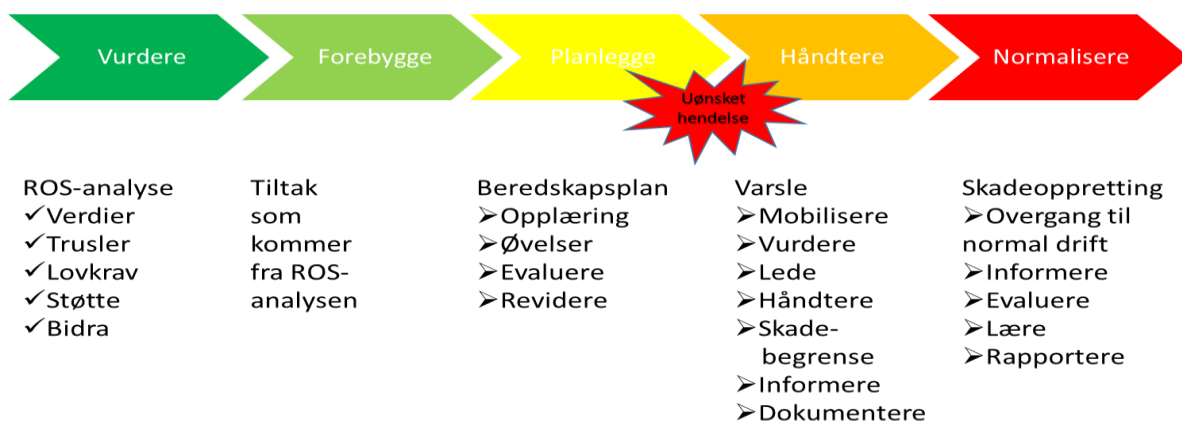 Vurdere
Forebygge
Planlegge
Håndtere
Normalisere
Uønsket
hendelse
ROS-analyse
✓Verdier
✓Trusler
✓Lovkrav
✓Støtte
✓Bidra
Tiltak
som
kommer
fra ROS-
analysen
Beredskapsplan
➢Opplæring
➢Øvelser
➢Evaluere
➢Revidere
Varsle
➢Mobilisere
➢Vurdere
➢Lede
➢Håndtere
➢Skade-
begrense
➢Informere
➢Dokumentere
Skadeoppretting
➢Overgang til
normal drift
➢Informere
➢Evaluere
➢Lære
➢Rapportere